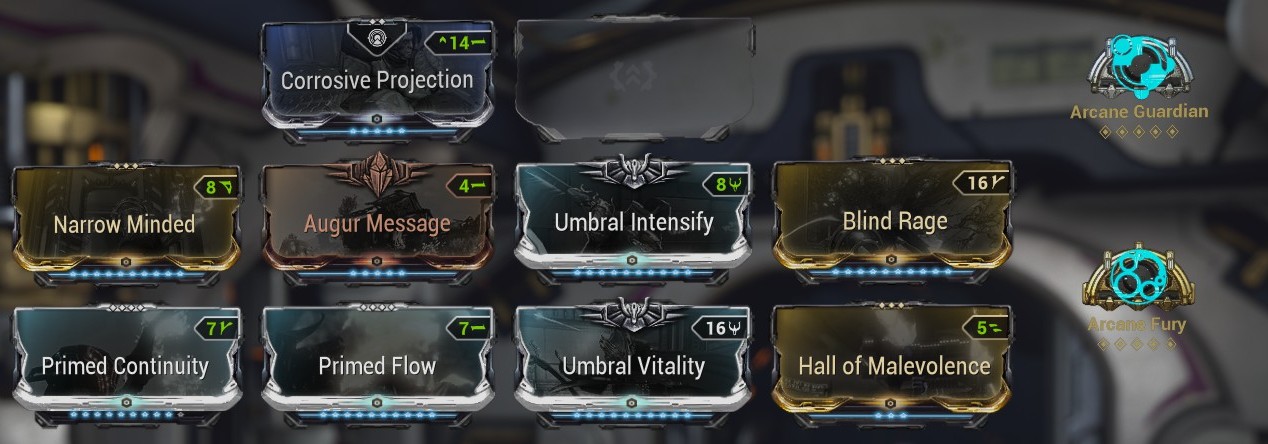 14
Corrosive Projection
Arcane Guardian
8
Narrow Minded
4
Augur Message
8
Umbral Intensify
16
Blind Rage
7
Primed Continuity
7
Primed Flow
16
Umbral Vitality
5
Hall of Malevolence
Arcane Fury